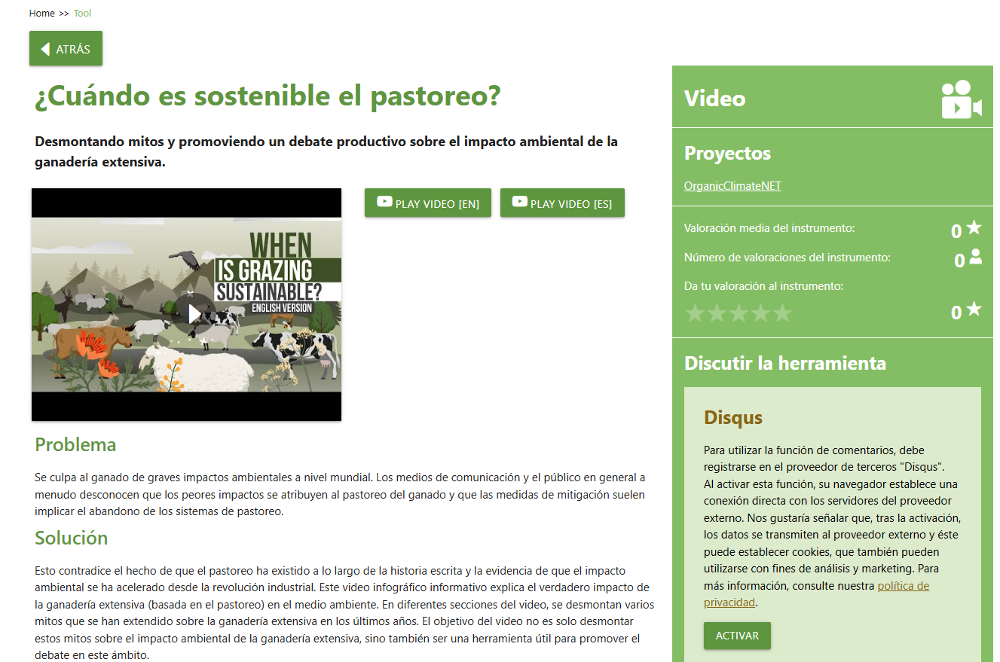 Home >> Tool
ATRÁS
¿Cuándo es sostenible el pastoreo?
Desmontando mitos y promoviendo un debate productivo sobre el impacto ambiental de la
ganadería extensiva.
WHEN
IS GRAZING
SUSTAINABLE?
ENGLISH VERSION
PLAY VIDEO [EN]
PLAY VIDEO [ES]
Problema
Se culpa al ganado de graves impactos ambientales a nivel mundial. Los medios de comunicación y el público en general a
menudo desconocen que los peores impactos se atribuyen al pastoreo del ganado y que las medidas de mitigación suelen
implicar el abandono de los sistemas de pastoreo.
Solución
Esto contradice el hecho de que el pastoreo ha existido a lo largo de la historia escrita y la evidencia de que el impacto
ambiental se ha acelerado desde la revolución industrial. Este video infográfico informativo explica el verdadero impacto de
la ganadería extensiva (basada en el pastoreo) en el medio ambiente. En diferentes secciones del video, se desmontan varios
mitos que se han extendido sobre la ganadería extensiva en los últimos años. El objetivo del video no es solo desmontar
estos mitos sobre el impacto ambiental de la ganadería extensiva, sino también ser una herramienta útil para promover el
debate en este ámbito.
Video
Proyectos
OrganicClimateNET
Valoración media del instrumento: 0
Número de valoraciones del instrumento: 0
Da tu valoración al instrumento:
0
Discutir la herramienta
Disqus
Para utilizar la función de comentarios, debe
registrarse en el proveedor de terceros "Disqus".
Al activar esta función, su navegador establece una
conexión directa con los servidores del proveedor
externo. Nos gustaría señalar que, tras la activación,
los datos se transmiten al proveedor externo y éste
puede establecer cookies, que también pueden
utilizarse con fines de análisis y marketing. Para
más información, consulte nuestra política de
privacidad.
ACTIVAR